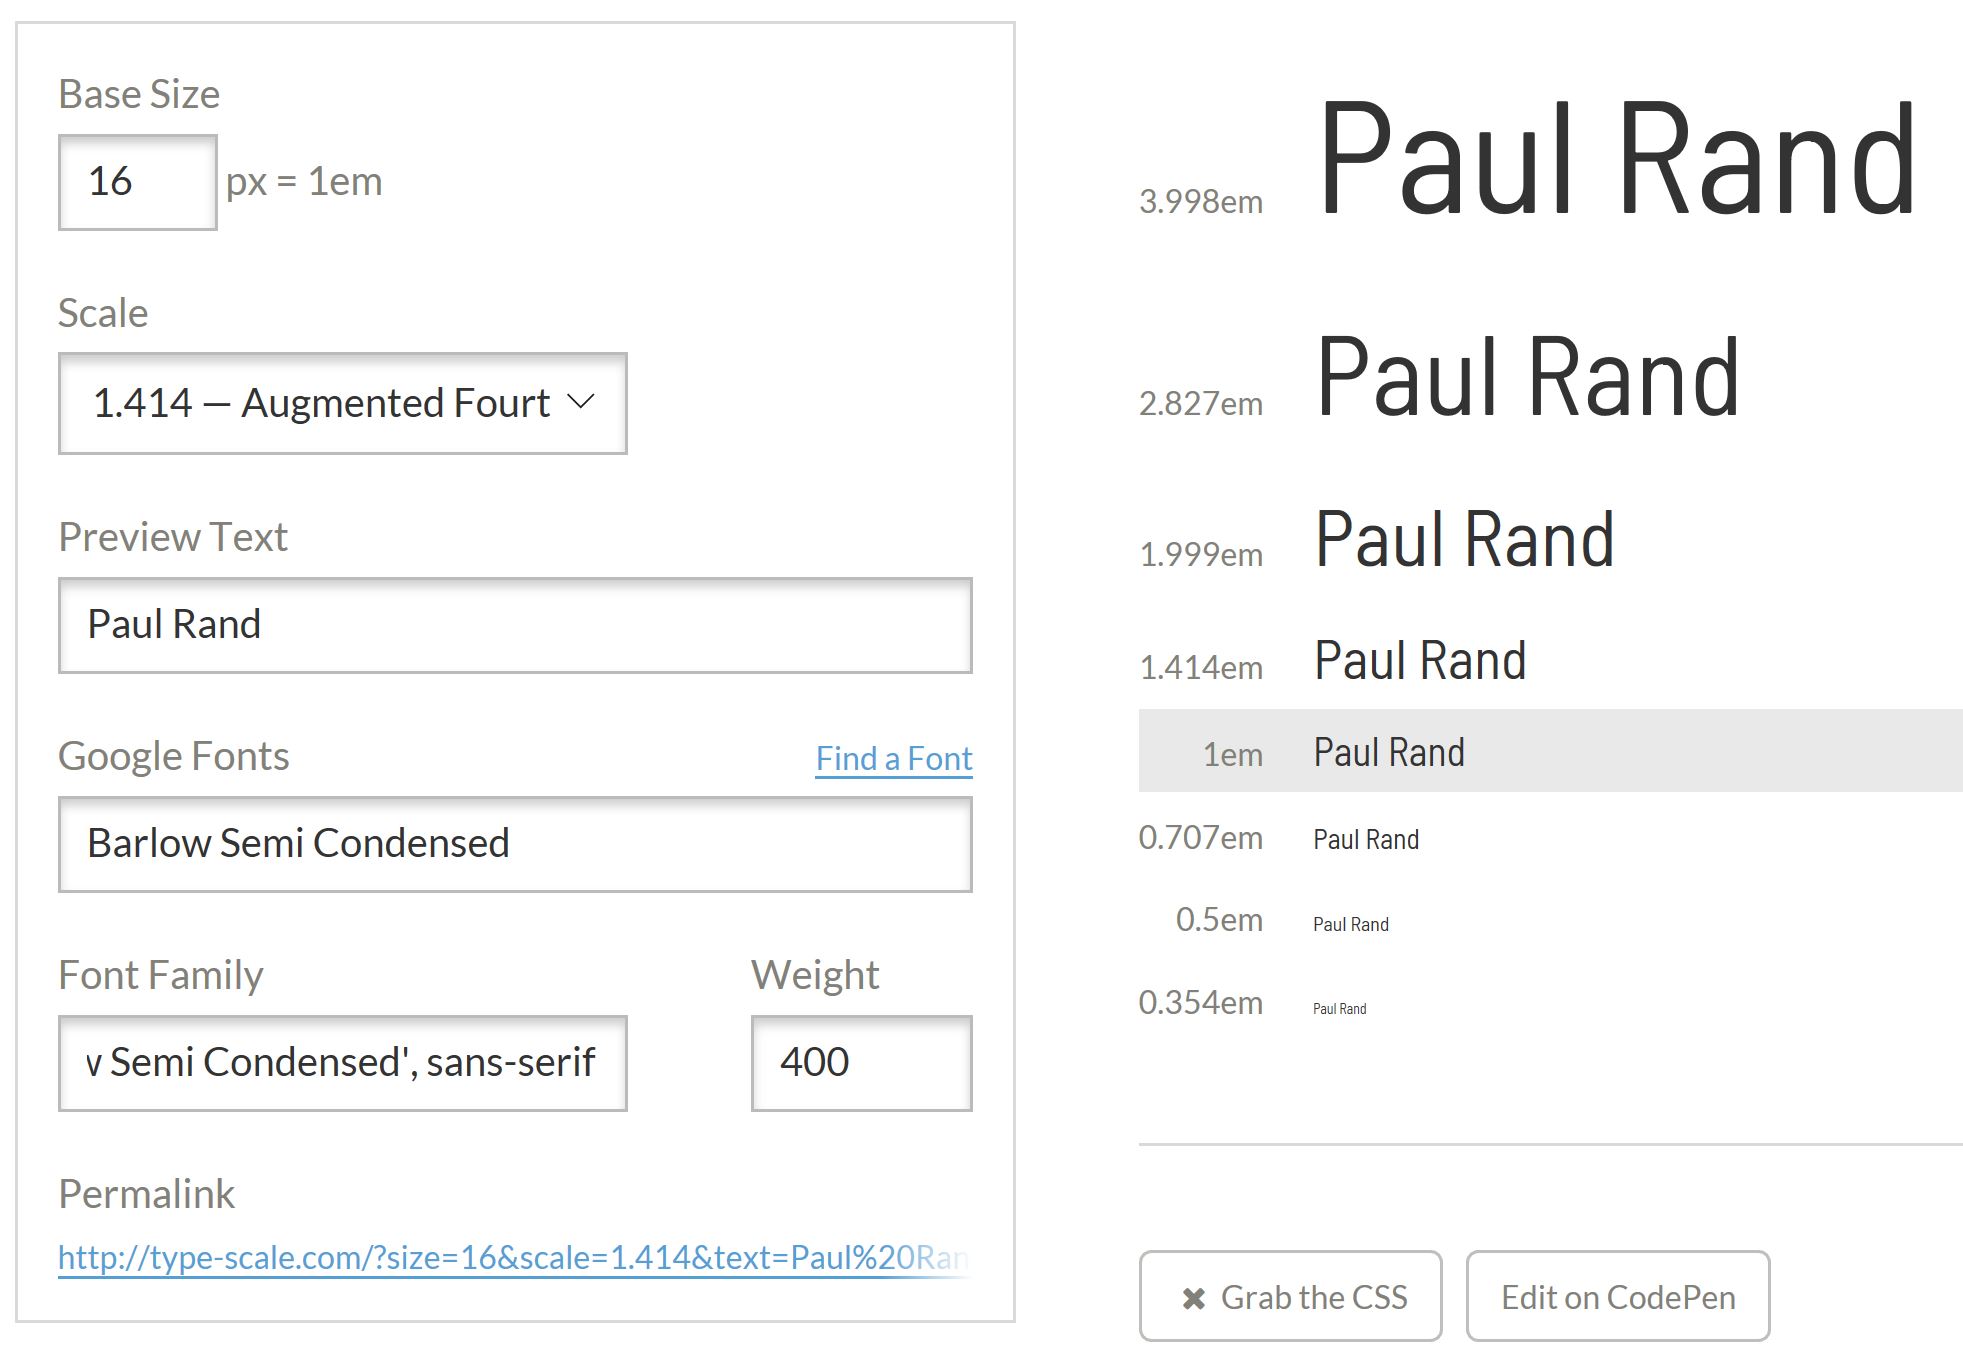 Base Size
16 px = 1em
Scale
1.414 — Augmented Fourt
Preview Text
Paul Rand
Google Fonts Find a Font
Barlow Semi Condensed
Font Family Weight
w Semi Condensed', sans-serif 400
Permalink
http://type-scale.com/?size=16&scale=1.414&text=Paul%20Ran
3.998em Paul Rand
2.827em Paul Rand
1.999em Paul Rand
1.414em Paul Rand
1em Paul Rand
0.707em Paul Rand
0.5em Paul Rand
0.354em Paul Rand
✖ Grab the CSS Edit on CodePen